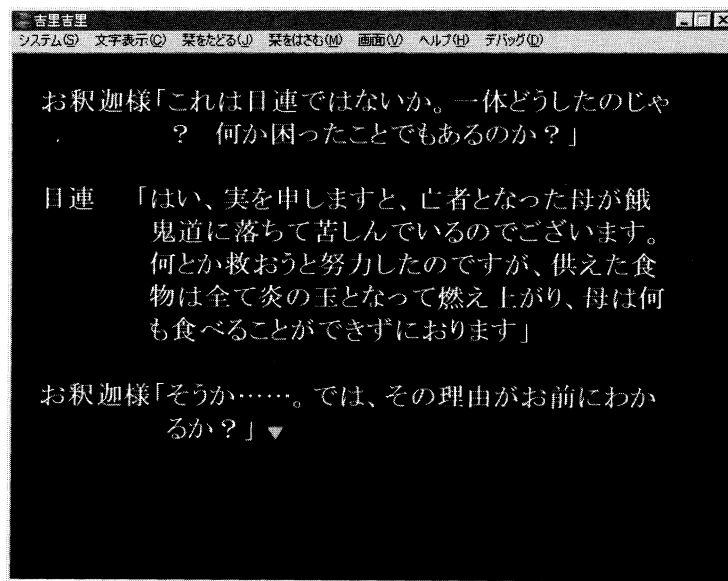 吉里吉里
システム(S) 文字表示(C) 栞をたどる(J) 栞をはさむ(M) 画面(V) ヘルプ(H) デバッグ(D)
お釈迦様「これは目連ではないか。一体どうしたのじゃ
? 何か困ったことでもあるのか?」
目連 「はい、実を申しますと、亡者となった母が餓
鬼道に落ちて苦しんでいるのでございます。
何とか救おうと努力したのですが、供えた食
物は全て炎の玉となって燃え上がり、母は何
も食べることができずにおります」
お釈迦様「そうか……。では、その理由がお前にわか
るか?」▼